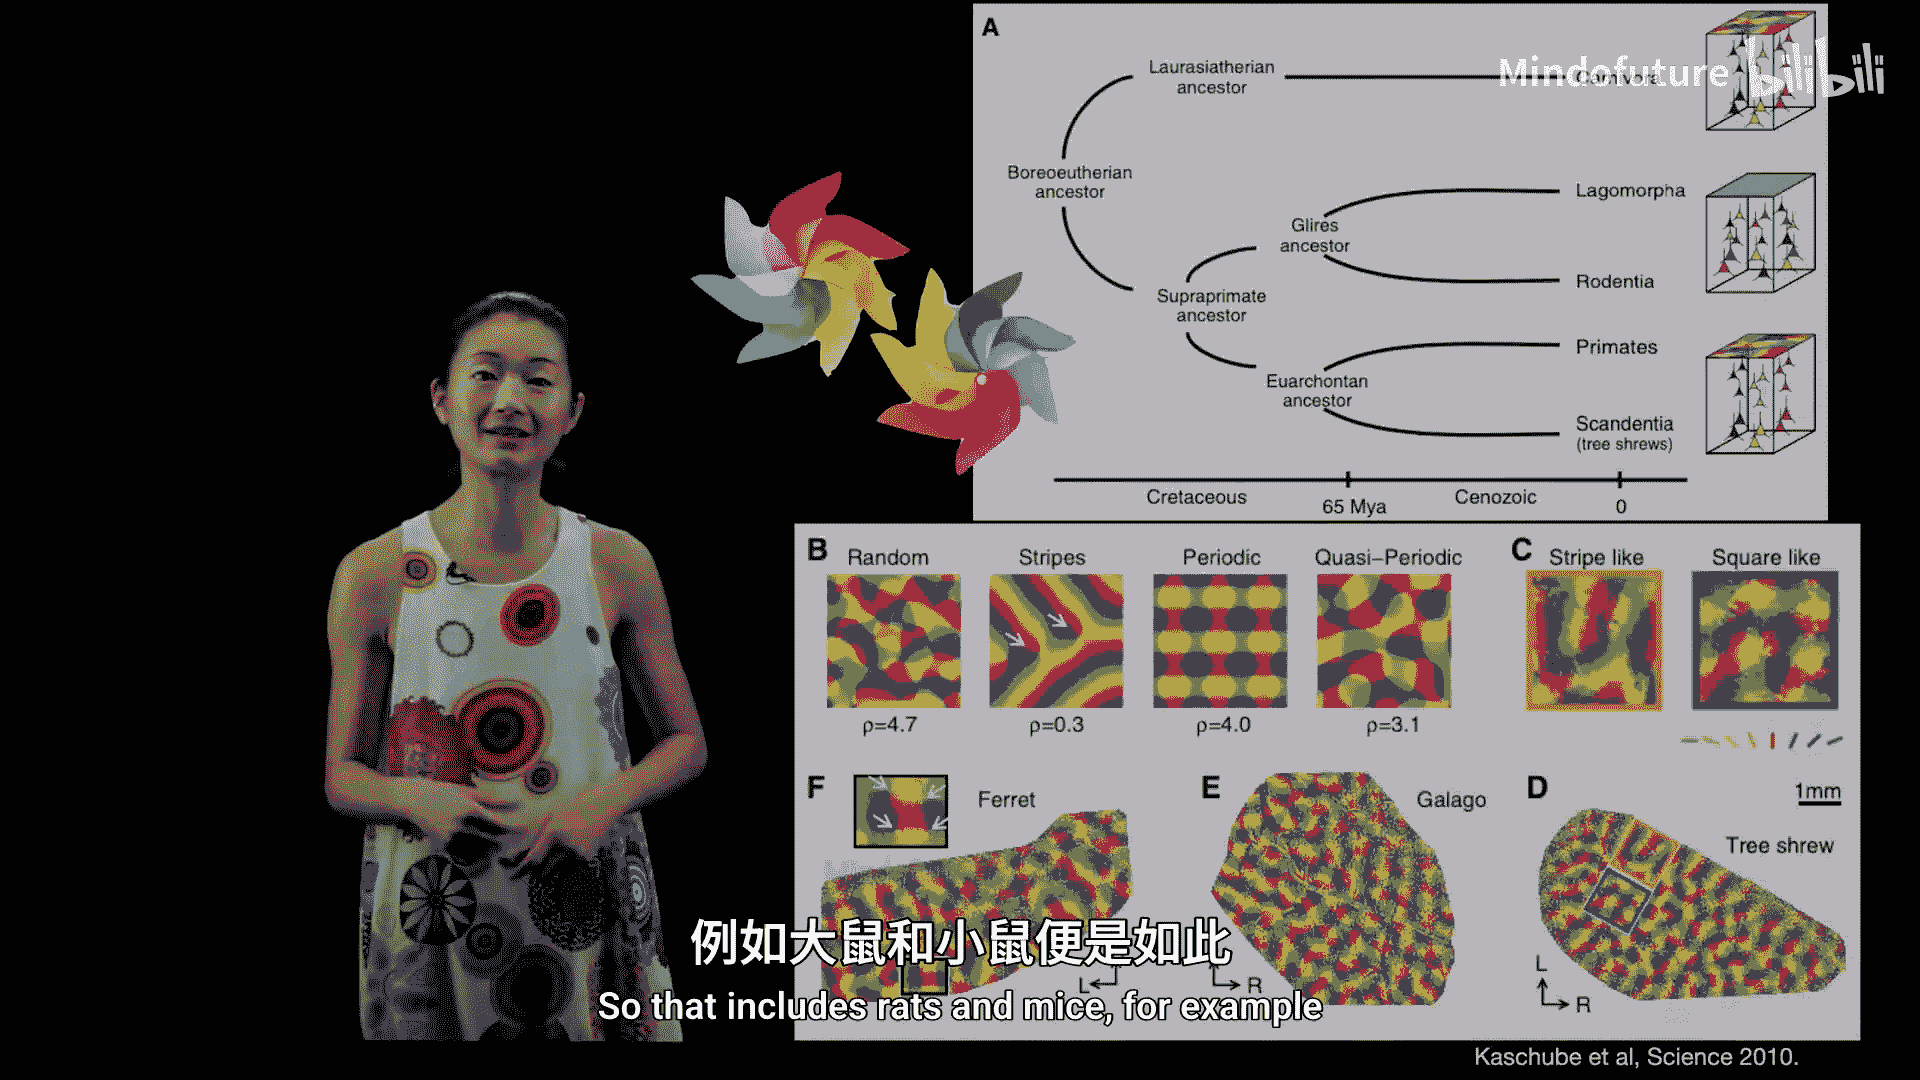 A
Mindofuture bilibili
Laurasiatherian
ancestor
Carnivora
Boreoeutherian
ancestor
Lagomorpha
Glires
ancestor
Rodentia
Supraprimate
ancestor
Primates
Euarchontan
ancestor
Scandentia
(tree shrews)
Cretaceous
65 Mya
Cenozoic
0
B
Random
Stripes
Periodic
Quasi-Periodic
ρ=4.7
ρ=0.3
ρ=4.0
ρ=3.1
C
Stripe like
Square like
F
Ferret
L
E
Galago
R
D
1mm
Tree shrew
L
R
例如大鼠和小鼠便是如此
So that includes rats and mice, for example
Kaschube et al, Science 2010.